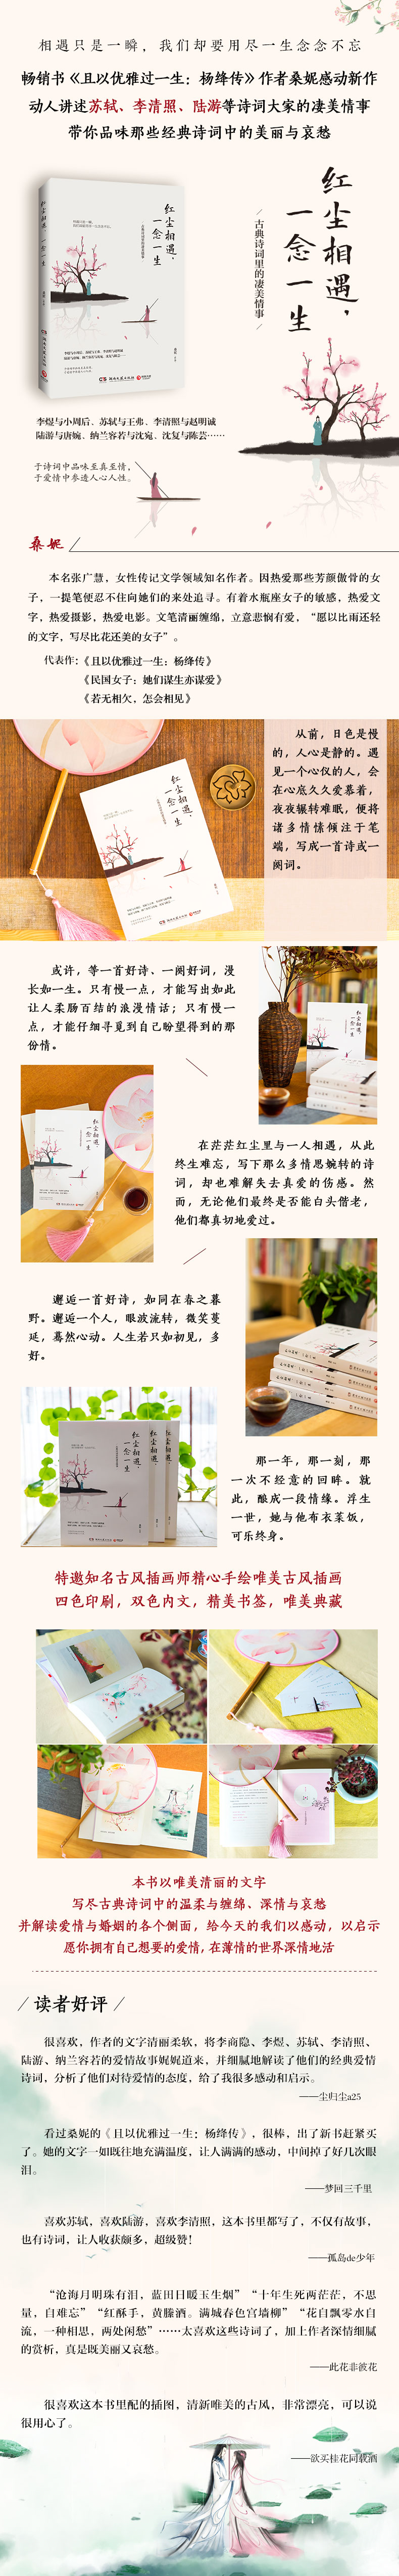 相遇只是一瞬，我们却要用尽一生念念不忘
畅销书《且以优雅过一生：杨绛传》作者桑妮感动新作
动人讲述苏轼、李清照、陆游等诗词大家的凄美情事
带你品味那些经典诗词中的美丽与哀愁
红尘相遇，
一念一生
古典诗词里的凄美情事
红尘相遇，
一念一生
李煜与小周后、苏轼与王弗、李清照与赵明诚
陆游与唐婉、纳兰容若与沈宛、沈复与陈芸……
于诗词中品味至真至情，
于爱情中参透人心人性。
桑妮
本名张广慧，女性传记文学领域知名作者。因热爱那些芳颜傲骨的女
子，一提笔便忍不住向她们的来处追寻。有着水瓶座女子的敏感，热爱文
字，热爱摄影，热爱电影。文笔清丽缠绵，立意悲悯有爱，“愿以比雨还轻
的文字，写尽比花还美的女子”。
代表作：《且以优雅过一生：杨绛传》
《民国女子：她们谋生亦谋爱》
《若无相欠，怎会相见》
从前，日色是慢
的，人心是静的。遇
见一个心仪的人，会
在心底久久爱慕着，
夜夜辗转难眠，便将
诸多情愫倾注于笔
端，写成一首诗或一
阕词。
红尘相遇，
一念一生
或许，等一首好诗、一阕好词，漫
长如一生。只有慢一点，才能写出如此
让人柔肠百结的浪漫情话；只有慢一
点，才能仔细寻觅到自己盼望得到的那
份情。
在茫茫红尘里与一人相遇，从此
终生难忘，写下那么多情思婉转的诗
词，却也难解失去真爱的伤感。然
而，无论他们最终是否能白头偕老，
他们都真切地爱过。
邂逅一首好诗，如同在春之暮
野。邂逅一个人，眼波流转，微笑蔓
延，蓦然心动。人生若只如初见，多
好。
红尘相遇，
一念一生
那一年，那一刻，那
一次不经意的回眸。就
此，酿成一段情缘。浮生
一世，她与他布衣菜饭，
可乐终身。
特邀知名古风插画师精心手绘唯美古风插画
四色印刷，双色内文，精美书签，唯美典藏
本书以唯美清丽的文字
写尽古典诗词中的温柔与缠绵、深情与哀愁
并解读爱情与婚姻的各个侧面，给今天的我们以感动，以启示
愿你拥有自己想要的爱情，在薄情的世界深情地活
读者好评
很喜欢，作者的文字清丽柔软，将李商隐、李煜、苏轼、李清照、
陆游、纳兰容若的爱情故事娓娓道来，并细腻地解读了他们的经典爱情
诗词，分析了他们对待爱情的态度，给了我很多感动和启示。
——尘归尘a25
看过桑妮的《且以优雅过一生：杨绛传》，很棒，出了新书赶紧买
了。她的文字一如既往地充满温度，让人满满的感动，中间掉了好几次眼
泪。
——梦回三千里
喜欢苏轼，喜欢陆游，喜欢李清照，这本书里都写了，不仅有故事，
也有诗词，让人收获颇多，超级赞！
——孤岛de少年
“沧海月明珠有泪，蓝田日暖玉生烟”“十年生死两茫茫，不思
量，自难忘”“红酥手，黄縢酒。满城春色宫墙柳”“花自飘零水自
流，一种相思，两处闲愁”……太喜欢这些诗词了，加上作者深情细腻
的赏析，真是既美丽又哀愁。
——此花非彼花
很喜欢这本书里配的插图，清新唯美的古风，非常漂亮，可以说
很用心了。
——欲买桂花同载酒